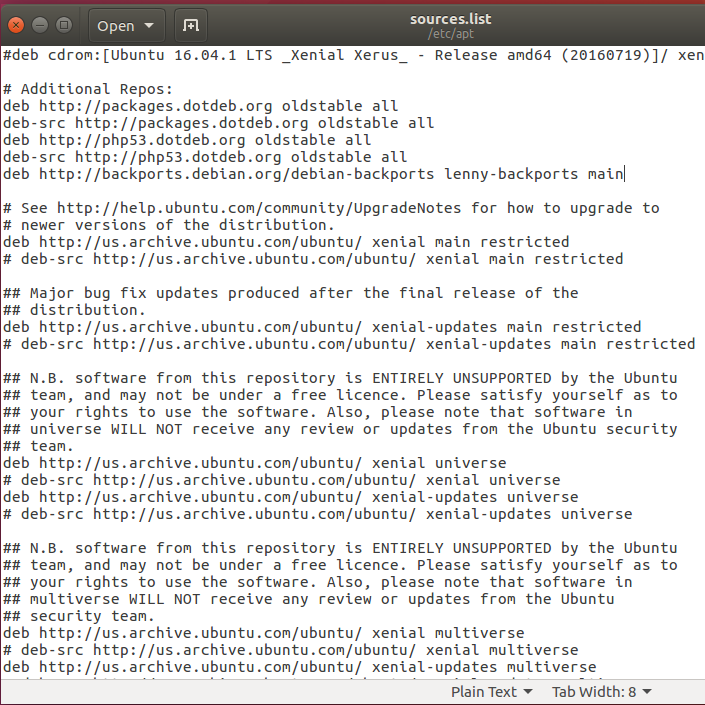 Open
sources.list
/etc/apt
#deb cdrom:[Ubuntu 16.04.1 LTS _Xenial Xerus_ - Release amd64 (20160719)]/ xen
# Additional Repos:
deb http://packages.dotdeb.org oldstable all
deb-src http://packages.dotdeb.org oldstable all
deb http://php53.dotdeb.org oldstable all
deb-src http://php53.dotdeb.org oldstable all
deb http://backports.debian.org/debian-backports lenny-backports main
# See http://help.ubuntu.com/community/UpgradeNotes for how to upgrade to
# newer versions of the distribution.
deb http://us.archive.ubuntu.com/ubuntu/ xenial main restricted
# deb-src http://us.archive.ubuntu.com/ubuntu/ xenial main restricted
## Major bug fix updates produced after the final release of the
## distribution.
deb http://us.archive.ubuntu.com/ubuntu/ xenial-updates main restricted
# deb-src http://us.archive.ubuntu.com/ubuntu/ xenial-updates main restricted
## N.B. software from this repository is ENTIRELY UNSUPPORTED by the Ubuntu
## team, and may not be under a free licence. Please satisfy yourself as to
## your rights to use the software. Also, please note that software in
## universe WILL NOT receive any review or updates from the Ubuntu security
## team.
deb http://us.archive.ubuntu.com/ubuntu/ xenial universe
# deb-src http://us.archive.ubuntu.com/ubuntu/ xenial universe
deb http://us.archive.ubuntu.com/ubuntu/ xenial-updates universe
# deb-src http://us.archive.ubuntu.com/ubuntu/ xenial-updates universe
## N.B. software from this repository is ENTIRELY UNSUPPORTED by the Ubuntu
## team, and may not be under a free licence. Please satisfy yourself as to
## your rights to use the software. Also, please note that software in
## multiverse WILL NOT receive any review or updates from the Ubuntu
## security team.
deb http://us.archive.ubuntu.com/ubuntu/ xenial multiverse
# deb-src http://us.archive.ubuntu.com/ubuntu/ xenial multiverse
deb http://us.archive.ubuntu.com/ubuntu/ xenial-updates multiverse
Plain Text
Tab Width: 8